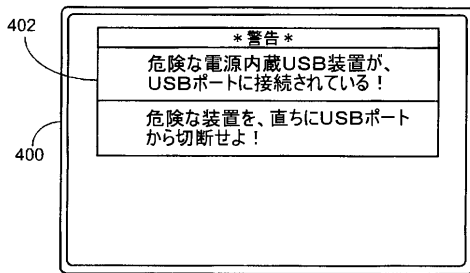 402
＊警告＊
危険な電源内蔵USB装置が、
USBポートに接続されている！
危険な装置を、直ちにUSBポート
から切断せよ！
400